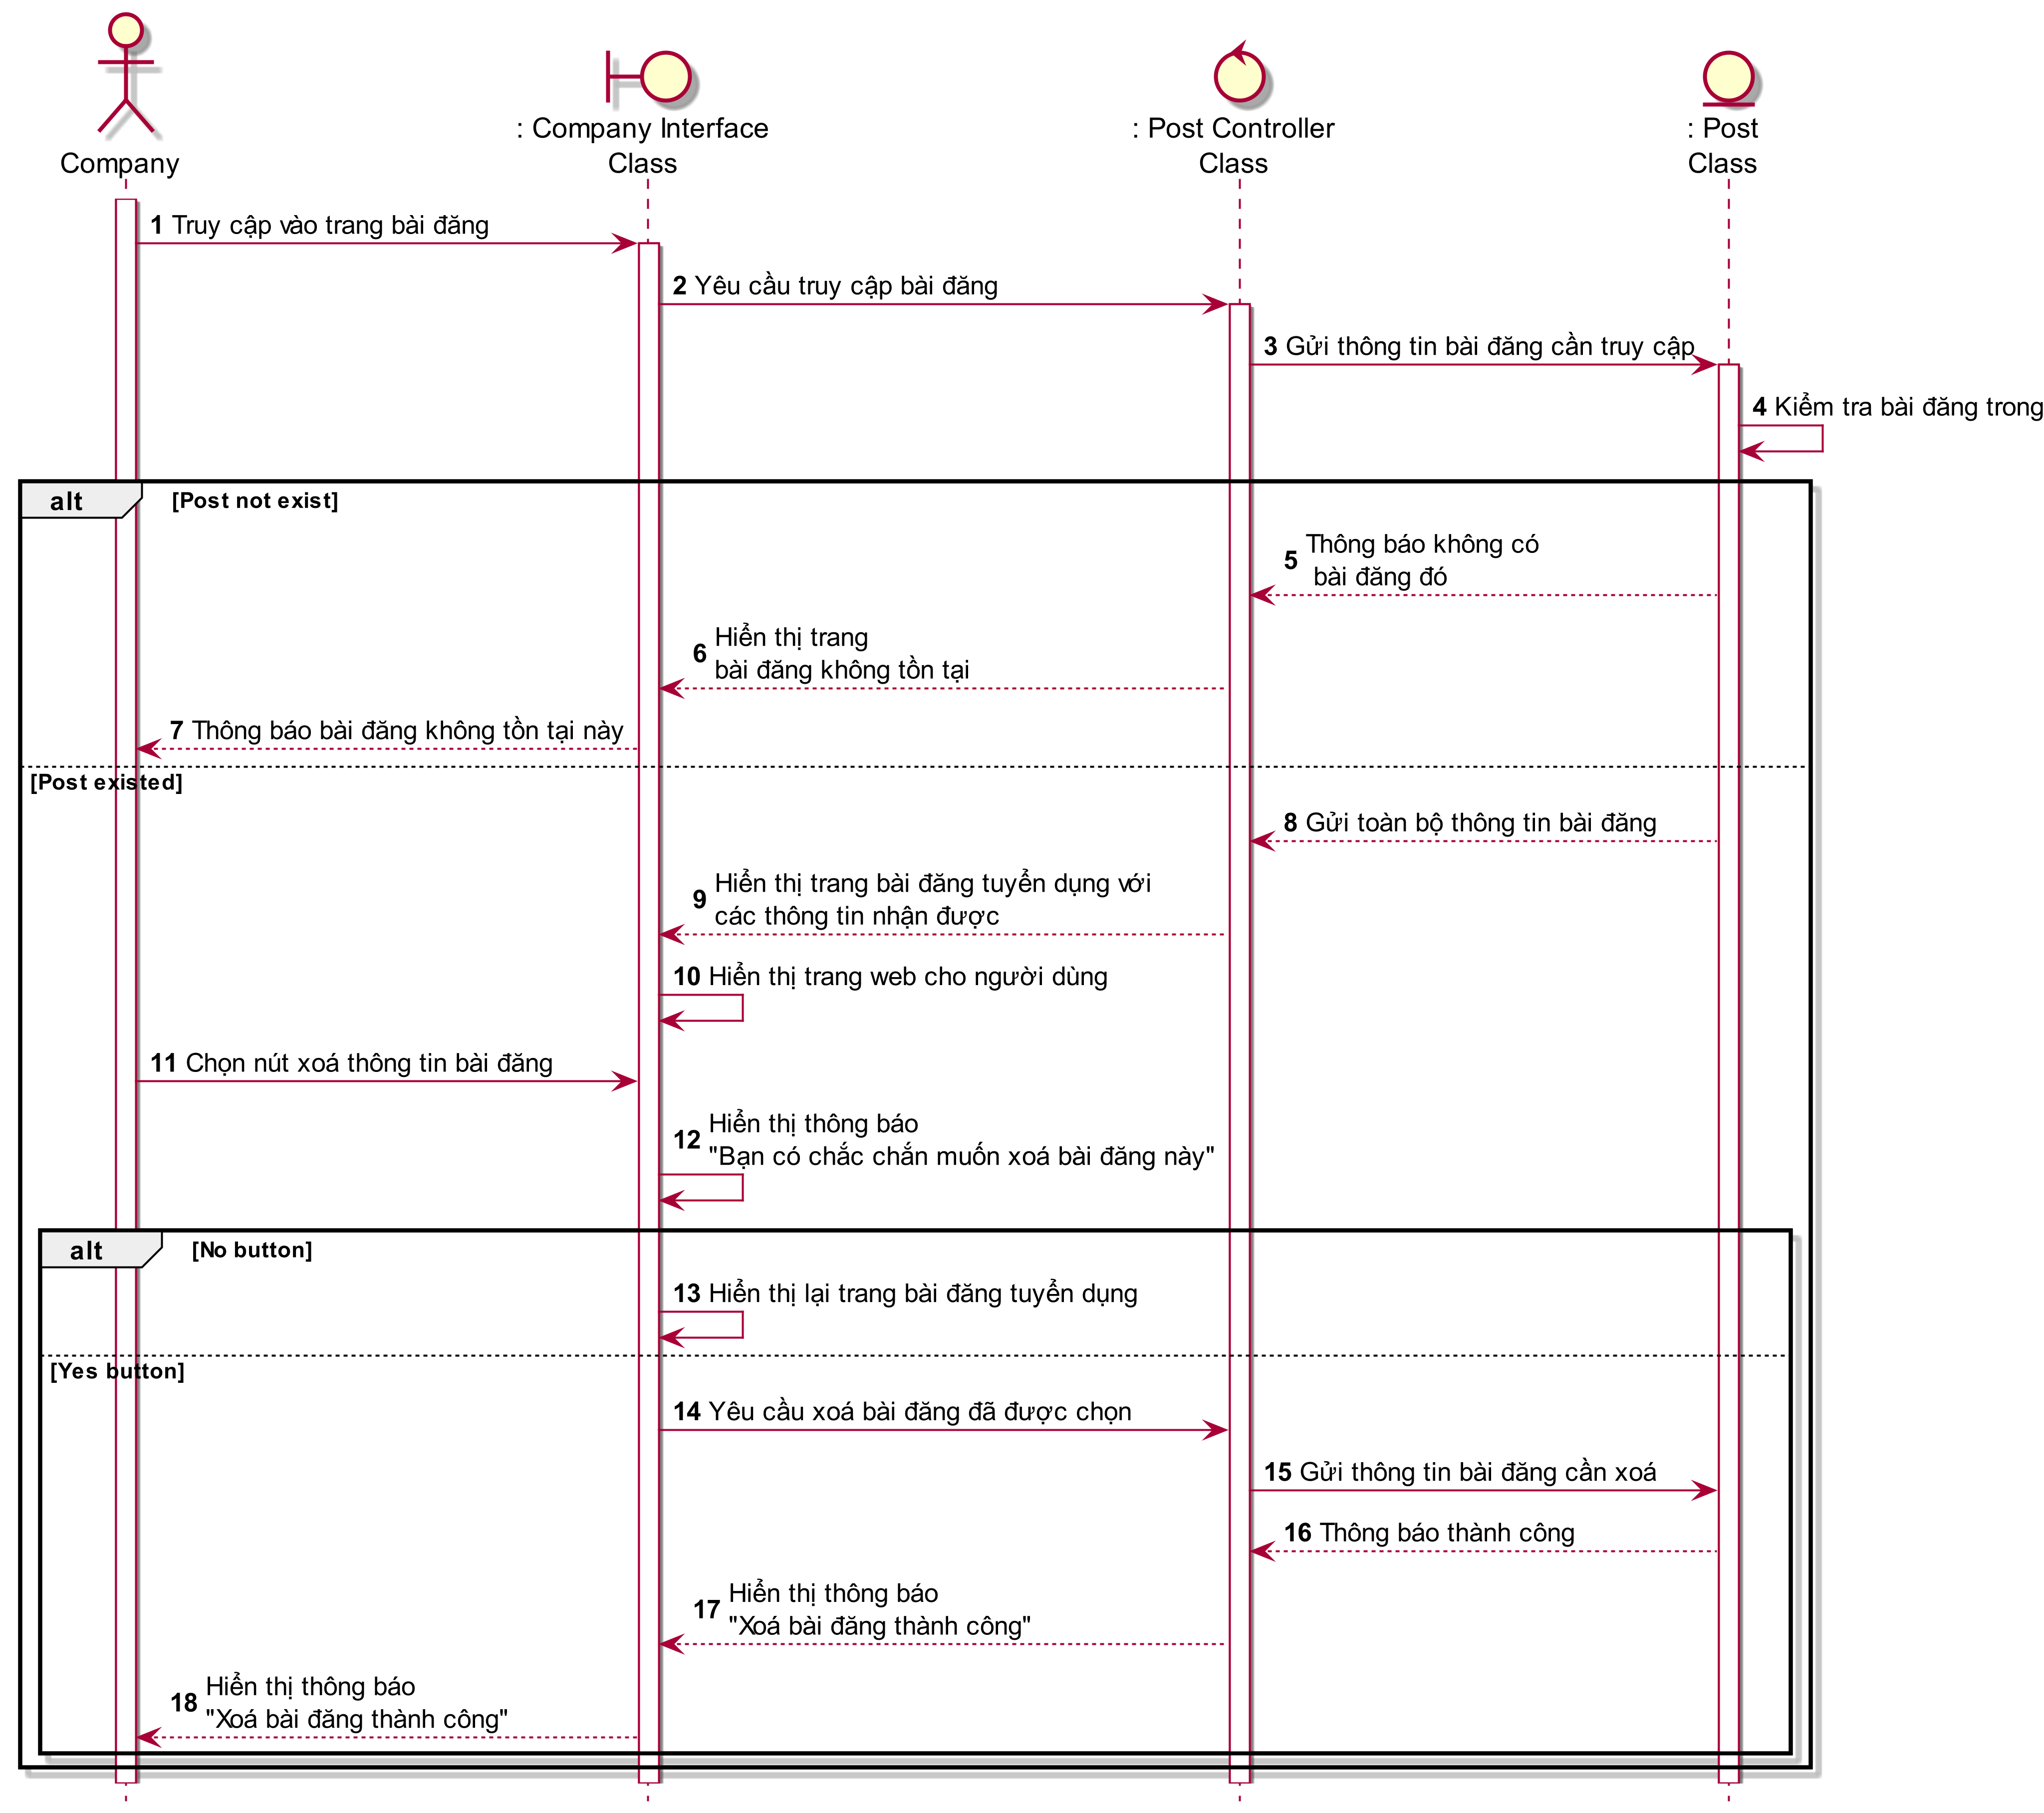 Company
: Company Interface
Class
: Post Controller
Class
: Post
Class
1 Truy cập vào trang bài đăng
2 Yêu cầu truy cập bài đăng
3 Gửi thông tin bài đăng cần truy cập
4 Kiểm tra bài đăng trong
alt [Post not exist]
5 Thông báo không có
bài đăng đó
6 Hiển thị trang
bài đăng không tồn tại
7 Thông báo bài đăng không tồn tại này
[Post existed]
8 Gửi toàn bộ thông tin bài đăng
9 Hiển thị trang bài đăng tuyển dụng với
các thông tin nhận được
10 Hiển thị trang web cho người dùng
11 Chọn nút xoá thông tin bài đăng
12 Hiển thị thông báo
"Bạn có chắc chắn muốn xoá bài đăng này"
alt [No button]
13 Hiển thị lại trang bài đăng tuyển dụng
[Yes button]
14 Yêu cầu xoá bài đăng đã được chọn
15 Gửi thông tin bài đăng cần xoá
16 Thông báo thành công
17 Hiển thị thông báo
"Xoá bài đăng thành công"
18 Hiển thị thông báo
"Xoá bài đăng thành công"